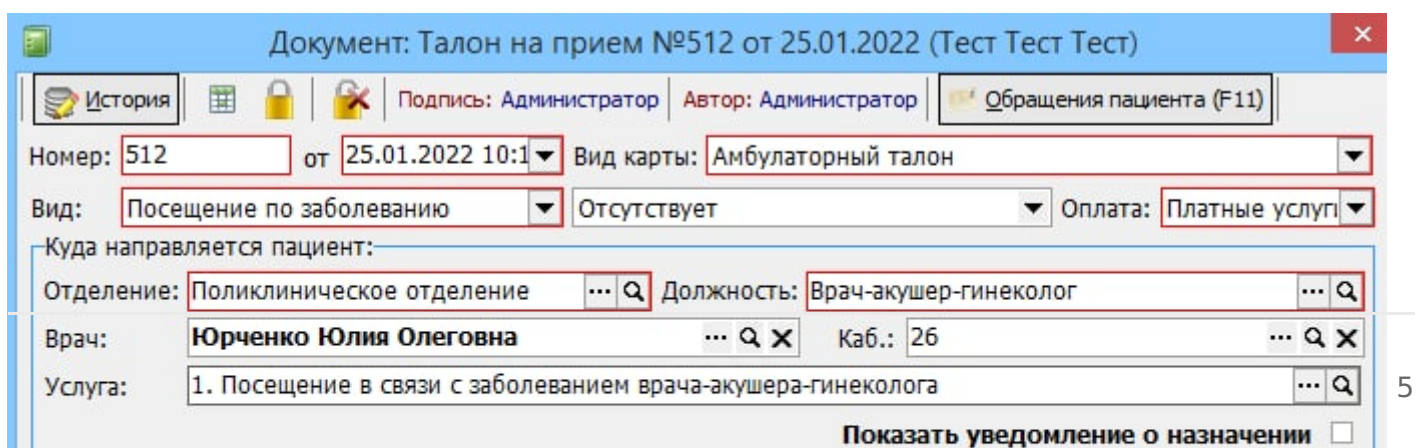 Документ: Талон на прием №512 от 25.01.2022 (Тест Тест Тест)
История Подпись: Администратор Автор: Администратор Обращения пациента (F11)
Номер: 512 от 25.01.2022 10:1 Вид карты: Амбулаторный талон
Вид: Посещение по заболеванию Отсутствует Оплата: Платные услуги
Куда направляется пациент:
Отделение: Поликлиническое отделение ... Должность: Врач-акушер-гинеколог ...
Врач: Юрченко Юлия Олеговна ... Каб.: 26 ...
Услуга: 1. Посещение в связи с заболеванием врача-акушера-гинеколога ... 5
Показать уведомление о назначении